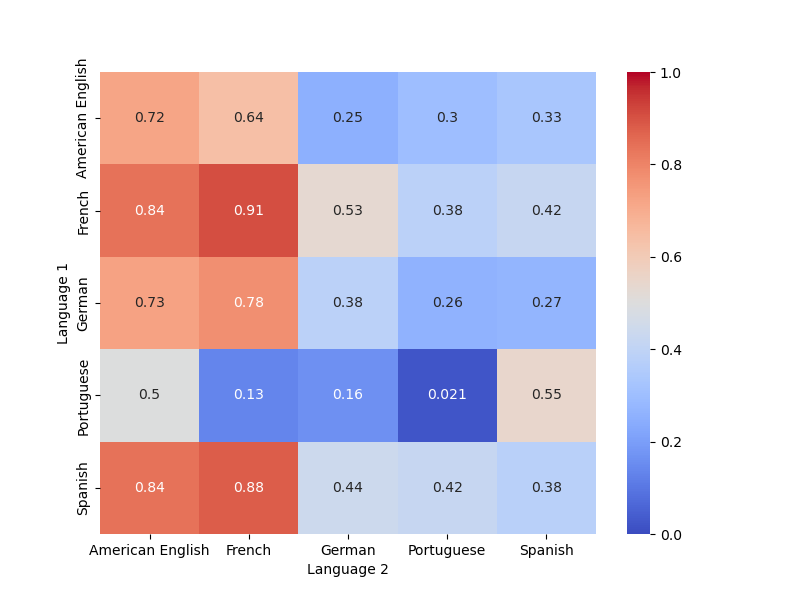 American English 0.72 0.64 0.25 0.3 0.33
French 0.84 0.91 0.53 0.38 0.42
German 0.73 0.78 0.38 0.26 0.27
Portuguese 0.5 0.13 0.16 0.021 0.55
Spanish 0.84 0.88 0.44 0.42 0.38
Language 1
American English French German Portuguese Spanish
Language 2
1.0
0.8
0.6
0.4
0.2
0.0